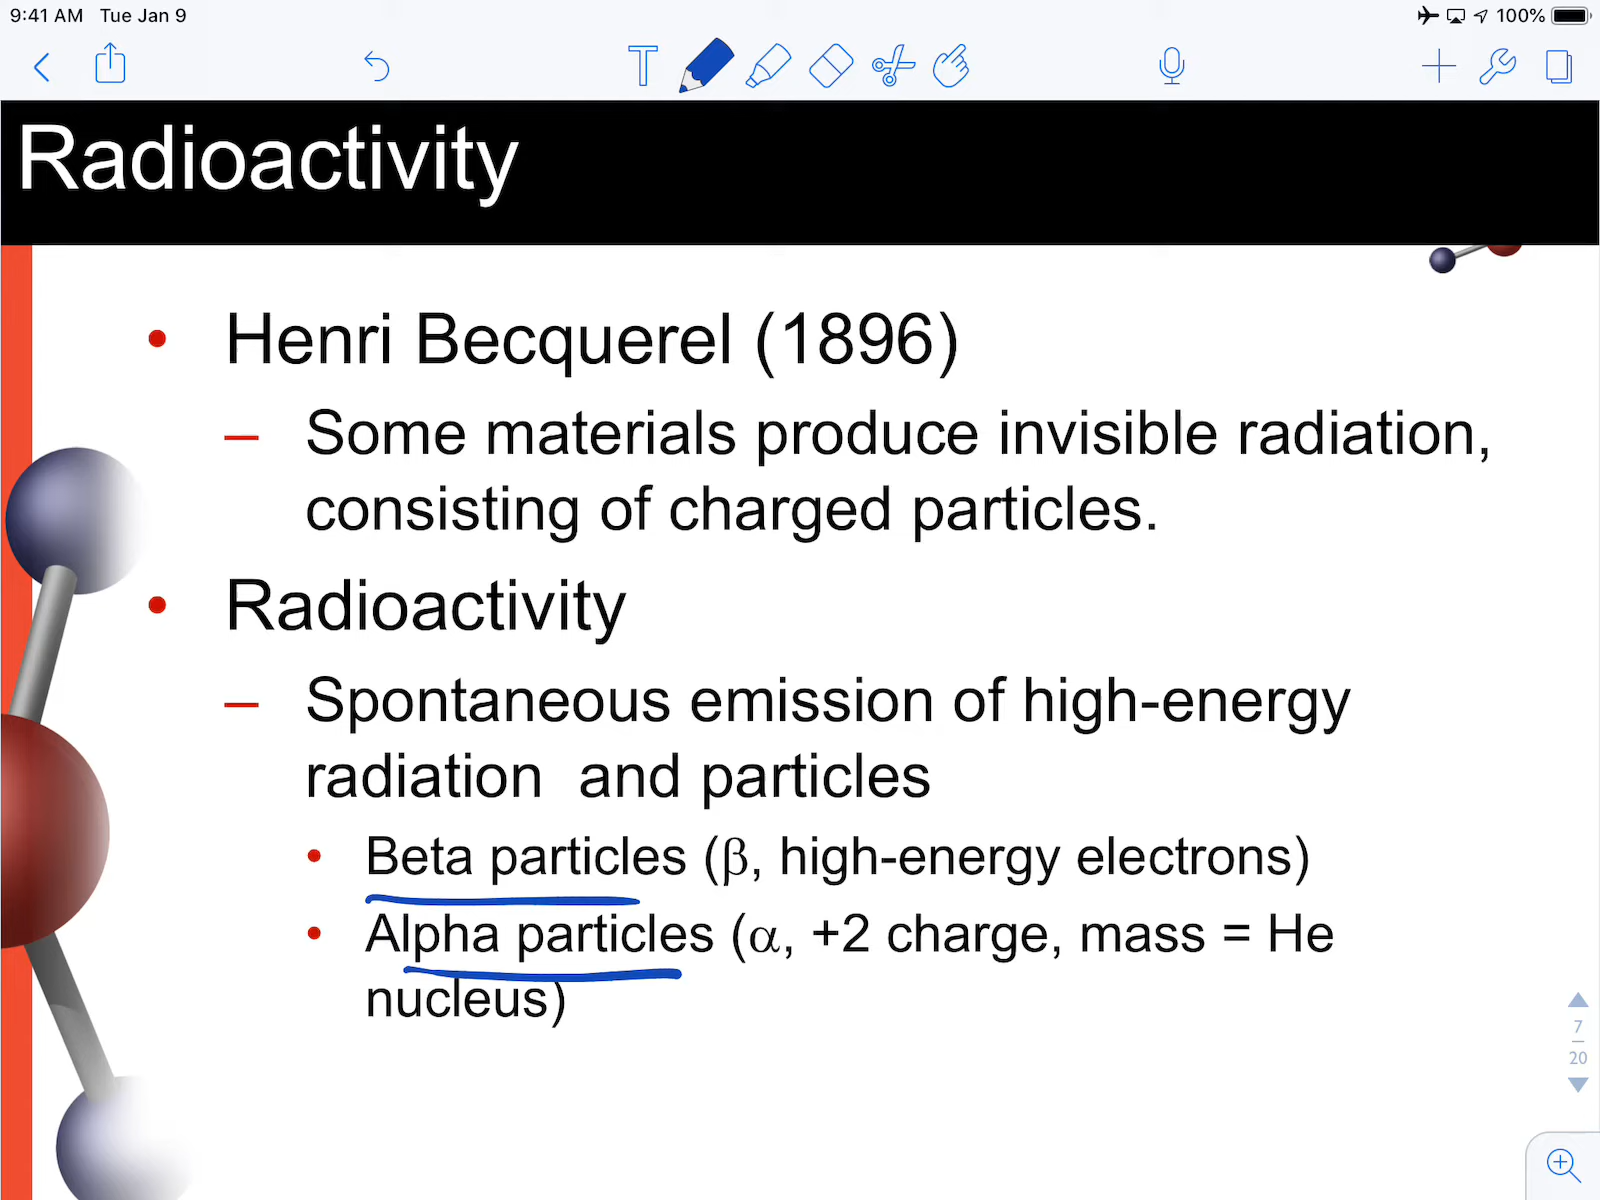 9:41 AM Tue Jan 9
100%
T
Radioactivity
• Henri Becquerel (1896)
– Some materials produce invisible radiation,
consisting of charged particles.
• Radioactivity
– Spontaneous emission of high-energy
radiation and particles
• Beta particles (β, high-energy electrons)
• Alpha particles (α, +2 charge, mass = He
nucleus)
7
20